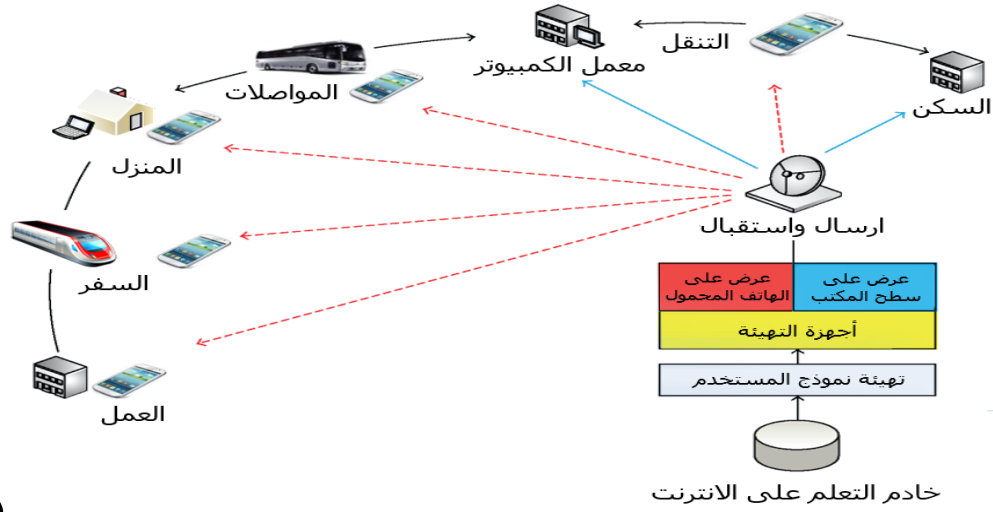 التنقل
معمل الكمبيوتر
السكن
المواصلات
المنزل
ارسال واستقبال
السفر
عرض على
سطح المكتب
عرض على
الهاتف المحمول
أجهزة التهيئة
تهيئة نموذج المستخدم
العمل
خادم التعلم على الانترنت